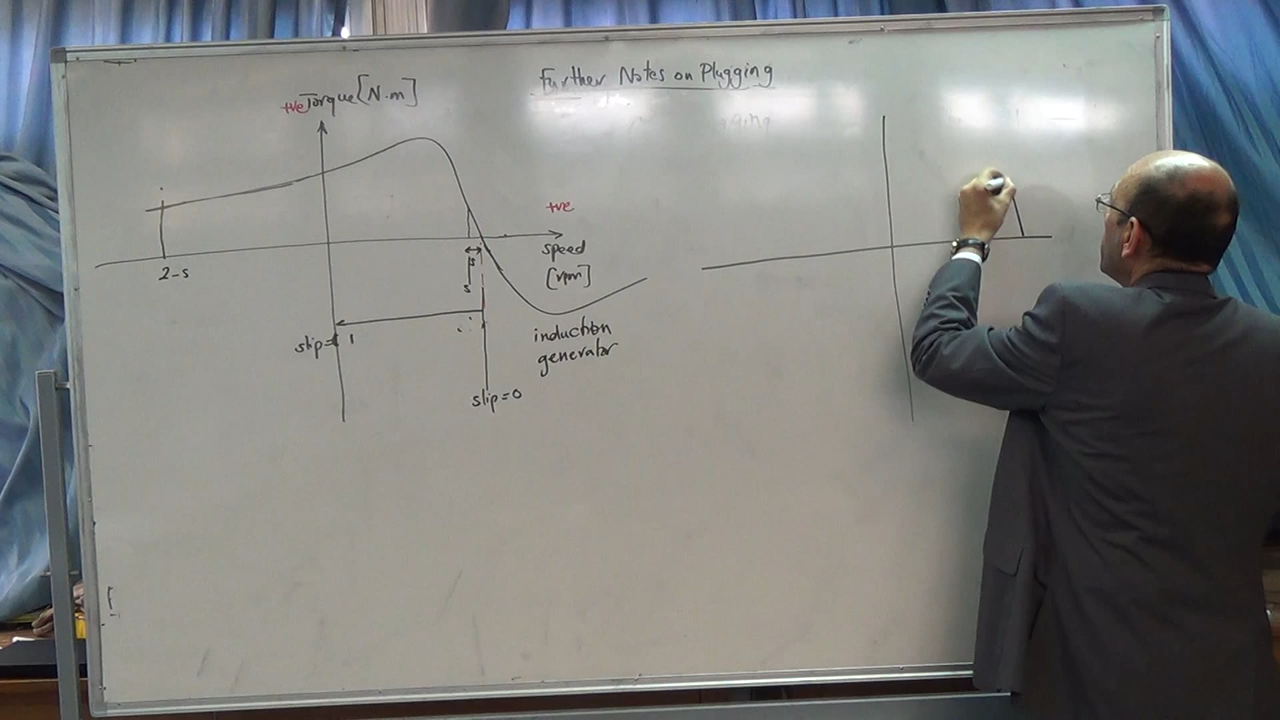 Further Notes on Plugging
+ve Torque [N.m]
+ve
speed
[rpm]
2-s
s
slip=1
induction
generator
slip=0